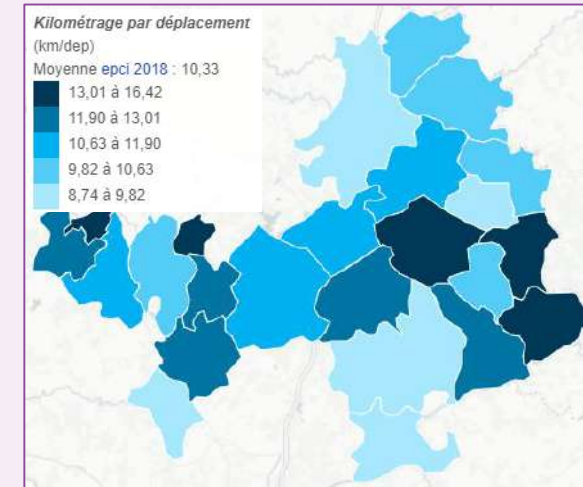 Kilométrage par déplacement
(km/dep)
Moyenne epci 2018 : 10,33
13,01 à 16,42
11,90 à 13,01
10,63 à 11,90
9,82 à 10,63
8,74 à 9,82